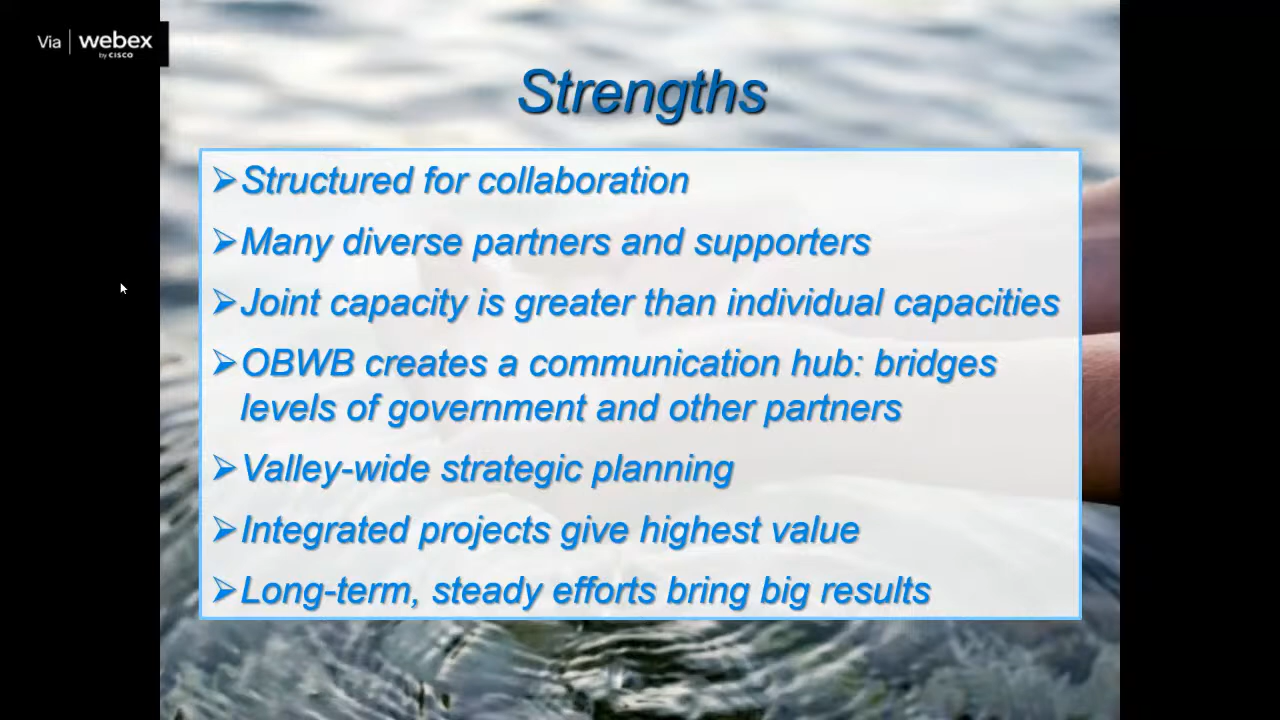 Via | webex
by CISCO
Strengths
➢Structured for collaboration
➢Many diverse partners and supporters
➢Joint capacity is greater than individual capacities
➢OBWB creates a communication hub: bridges
levels of government and other partners
➢Valley-wide strategic planning
➢Integrated projects give highest value
➢Long-term, steady efforts bring big results